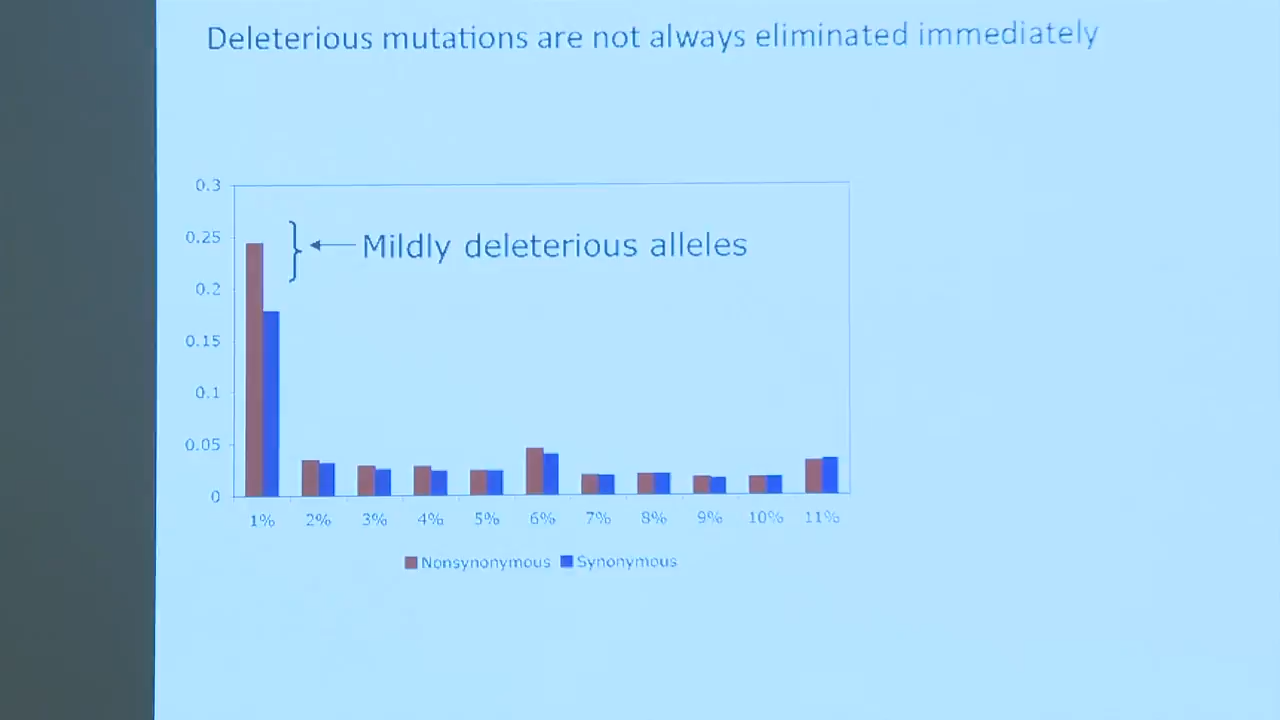 Deleterious mutations are not always eliminated immediately
0.3
0.25
Mildly deleterious alleles
0.2
0.15
0.1
0.05
0
1% 2% 3% 4% 5% 6% 7% 8% 9% 10% 11%
Nonsynonymous Synonymous